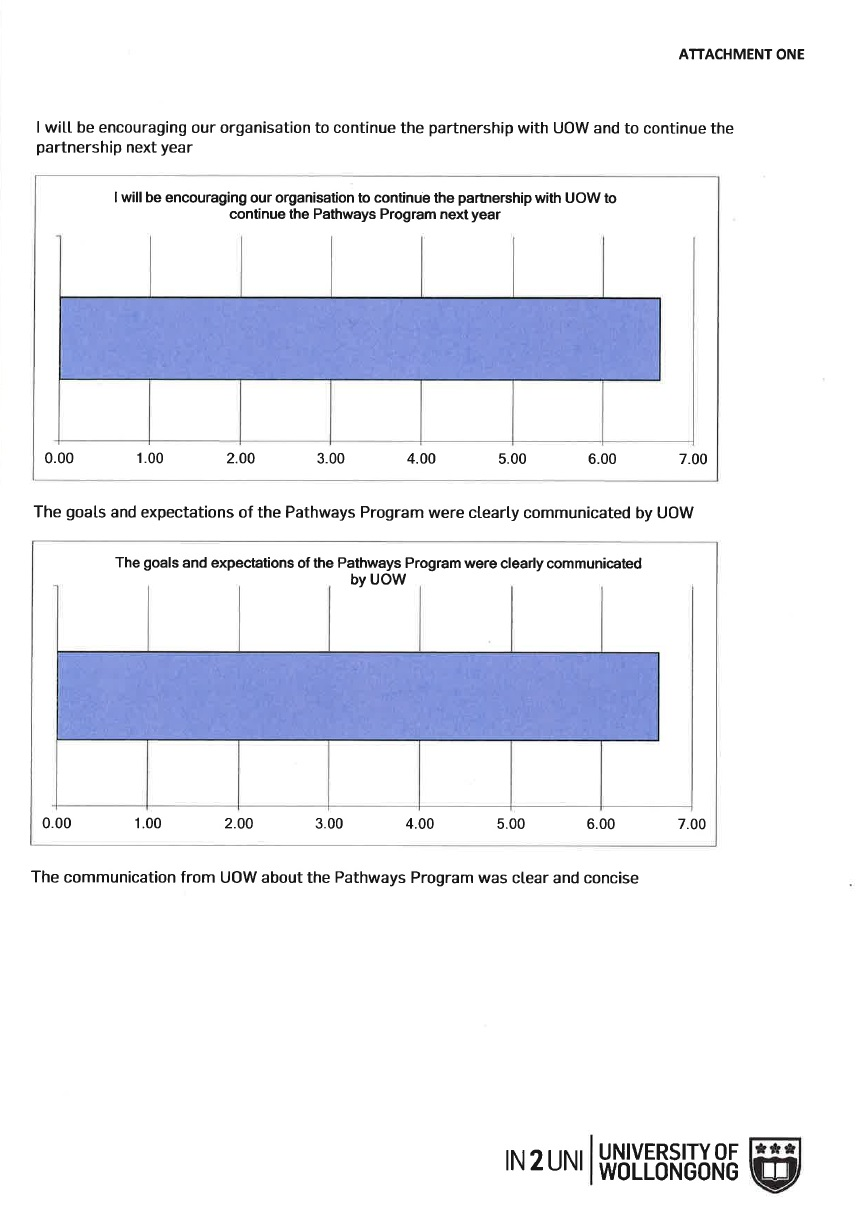 ATTACHMENT ONE
I will be encouraging our organisation to continue the partnership with UOW and to continue the
partnership next year
I will be encouraging our organisation to continue the partnership with UOW to
continue the Pathways Program next year
0.00 1.00 2.00 3.00 4.00 5.00 6.00 7.00
The goals and expectations of the Pathways Program were clearly communicated by UOW
The goals and expectations of the Pathways Program were clearly communicated
by UOW
0.00 1.00 2.00 3.00 4.00 5.00 6.00 7.00
The communication from UOW about the Pathways Program was clear and concise
IN2UNI
UNIVERSITY OF
WOLLONGONG